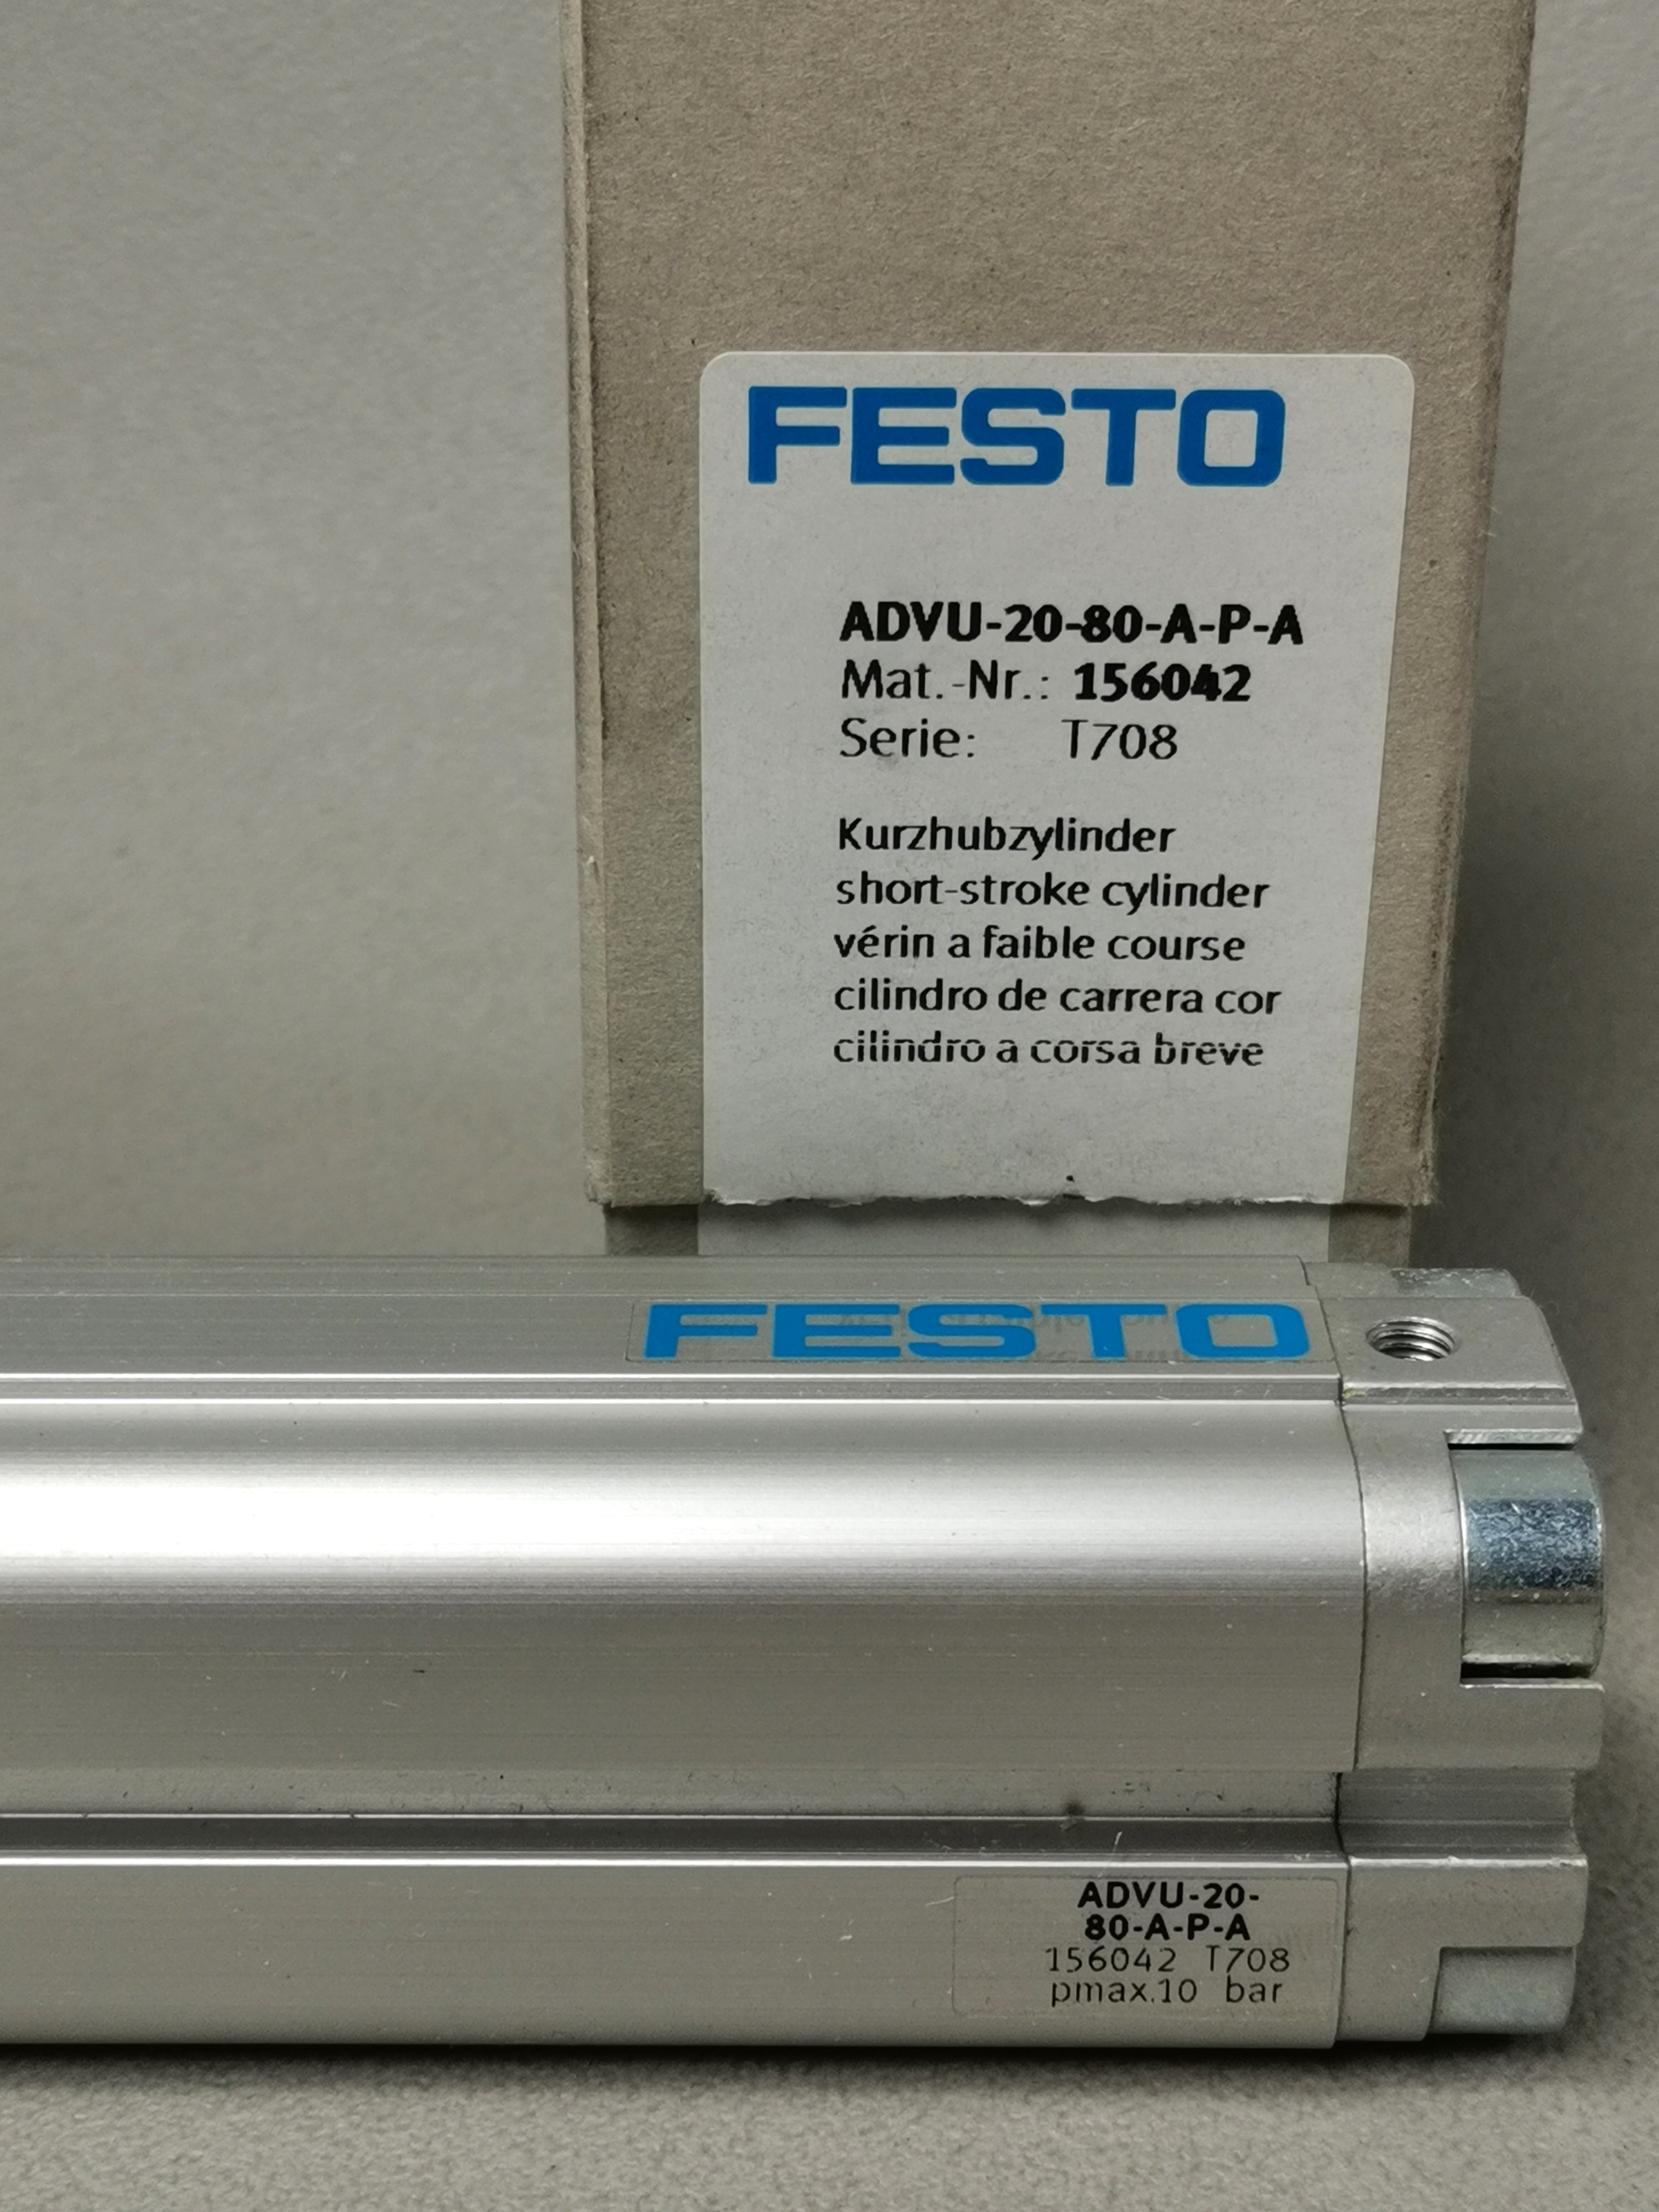 FESTO
ADVU-20-80-A-P-A
Mat.-Nr.: 156042
Serie: T708
Kurzhubzylinder
short-stroke cylinder
vérin a faible course
cilindro de carrera cor
cilindro a corsa breve
FESTO
ADVU-20-
80-A-P-A
156042 T708
pmax.10 bar